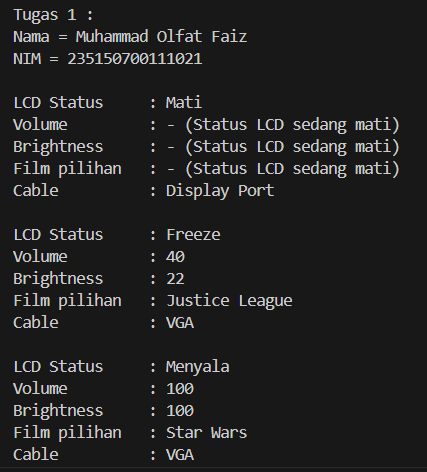 Tugas 1 :
Nama = Muhammad Olfat Faiz
NIM = 235150700111021
LCD Status : Mati
Volume : - (Status LCD sedang mati)
Brightness : - (Status LCD sedang mati)
Film pilihan : - (Status LCD sedang mati)
Cable : Display Port
LCD Status : Freeze
Volume : 40
Brightness : 22
Film pilihan : Justice League
Cable : VGA
LCD Status : Menyala
Volume : 100
Brightness : 100
Film pilihan : Star Wars
Cable : VGA